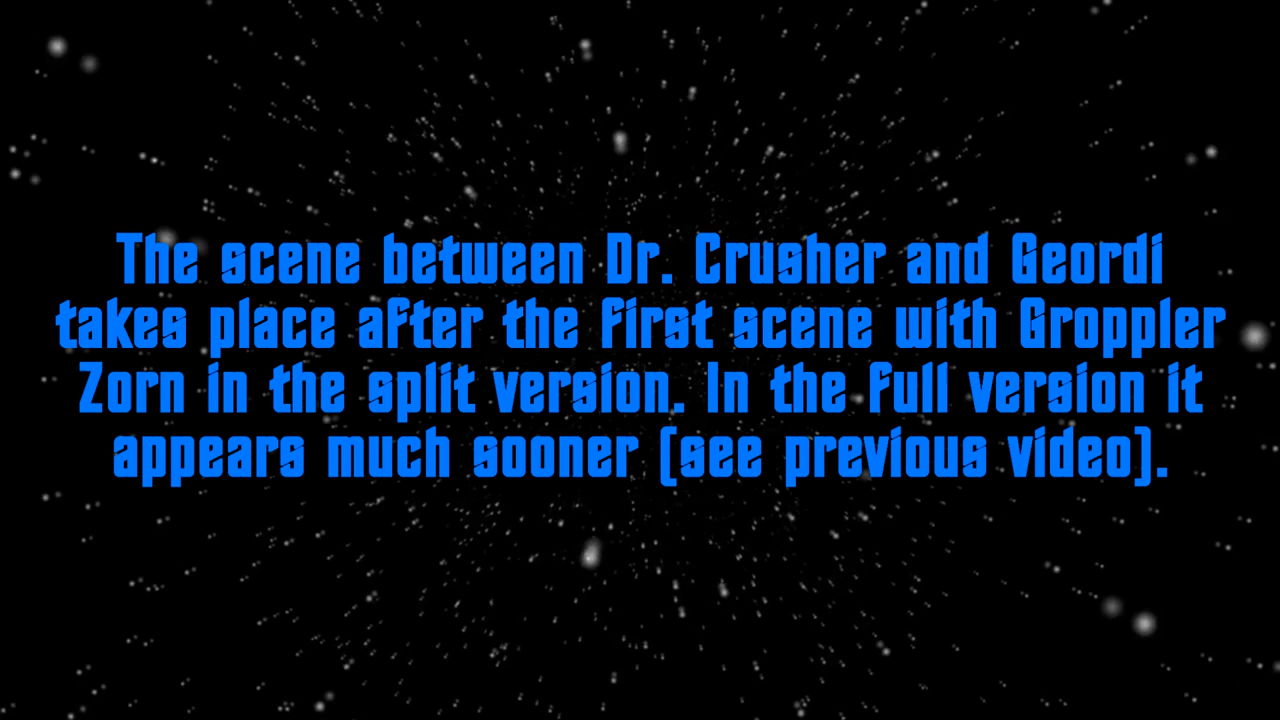 The scene between Dr. Crusher and Geordi
takes place after the first scene with Groppler
Zorn in the split version. In the full version it
appears much sooner (see previous video).